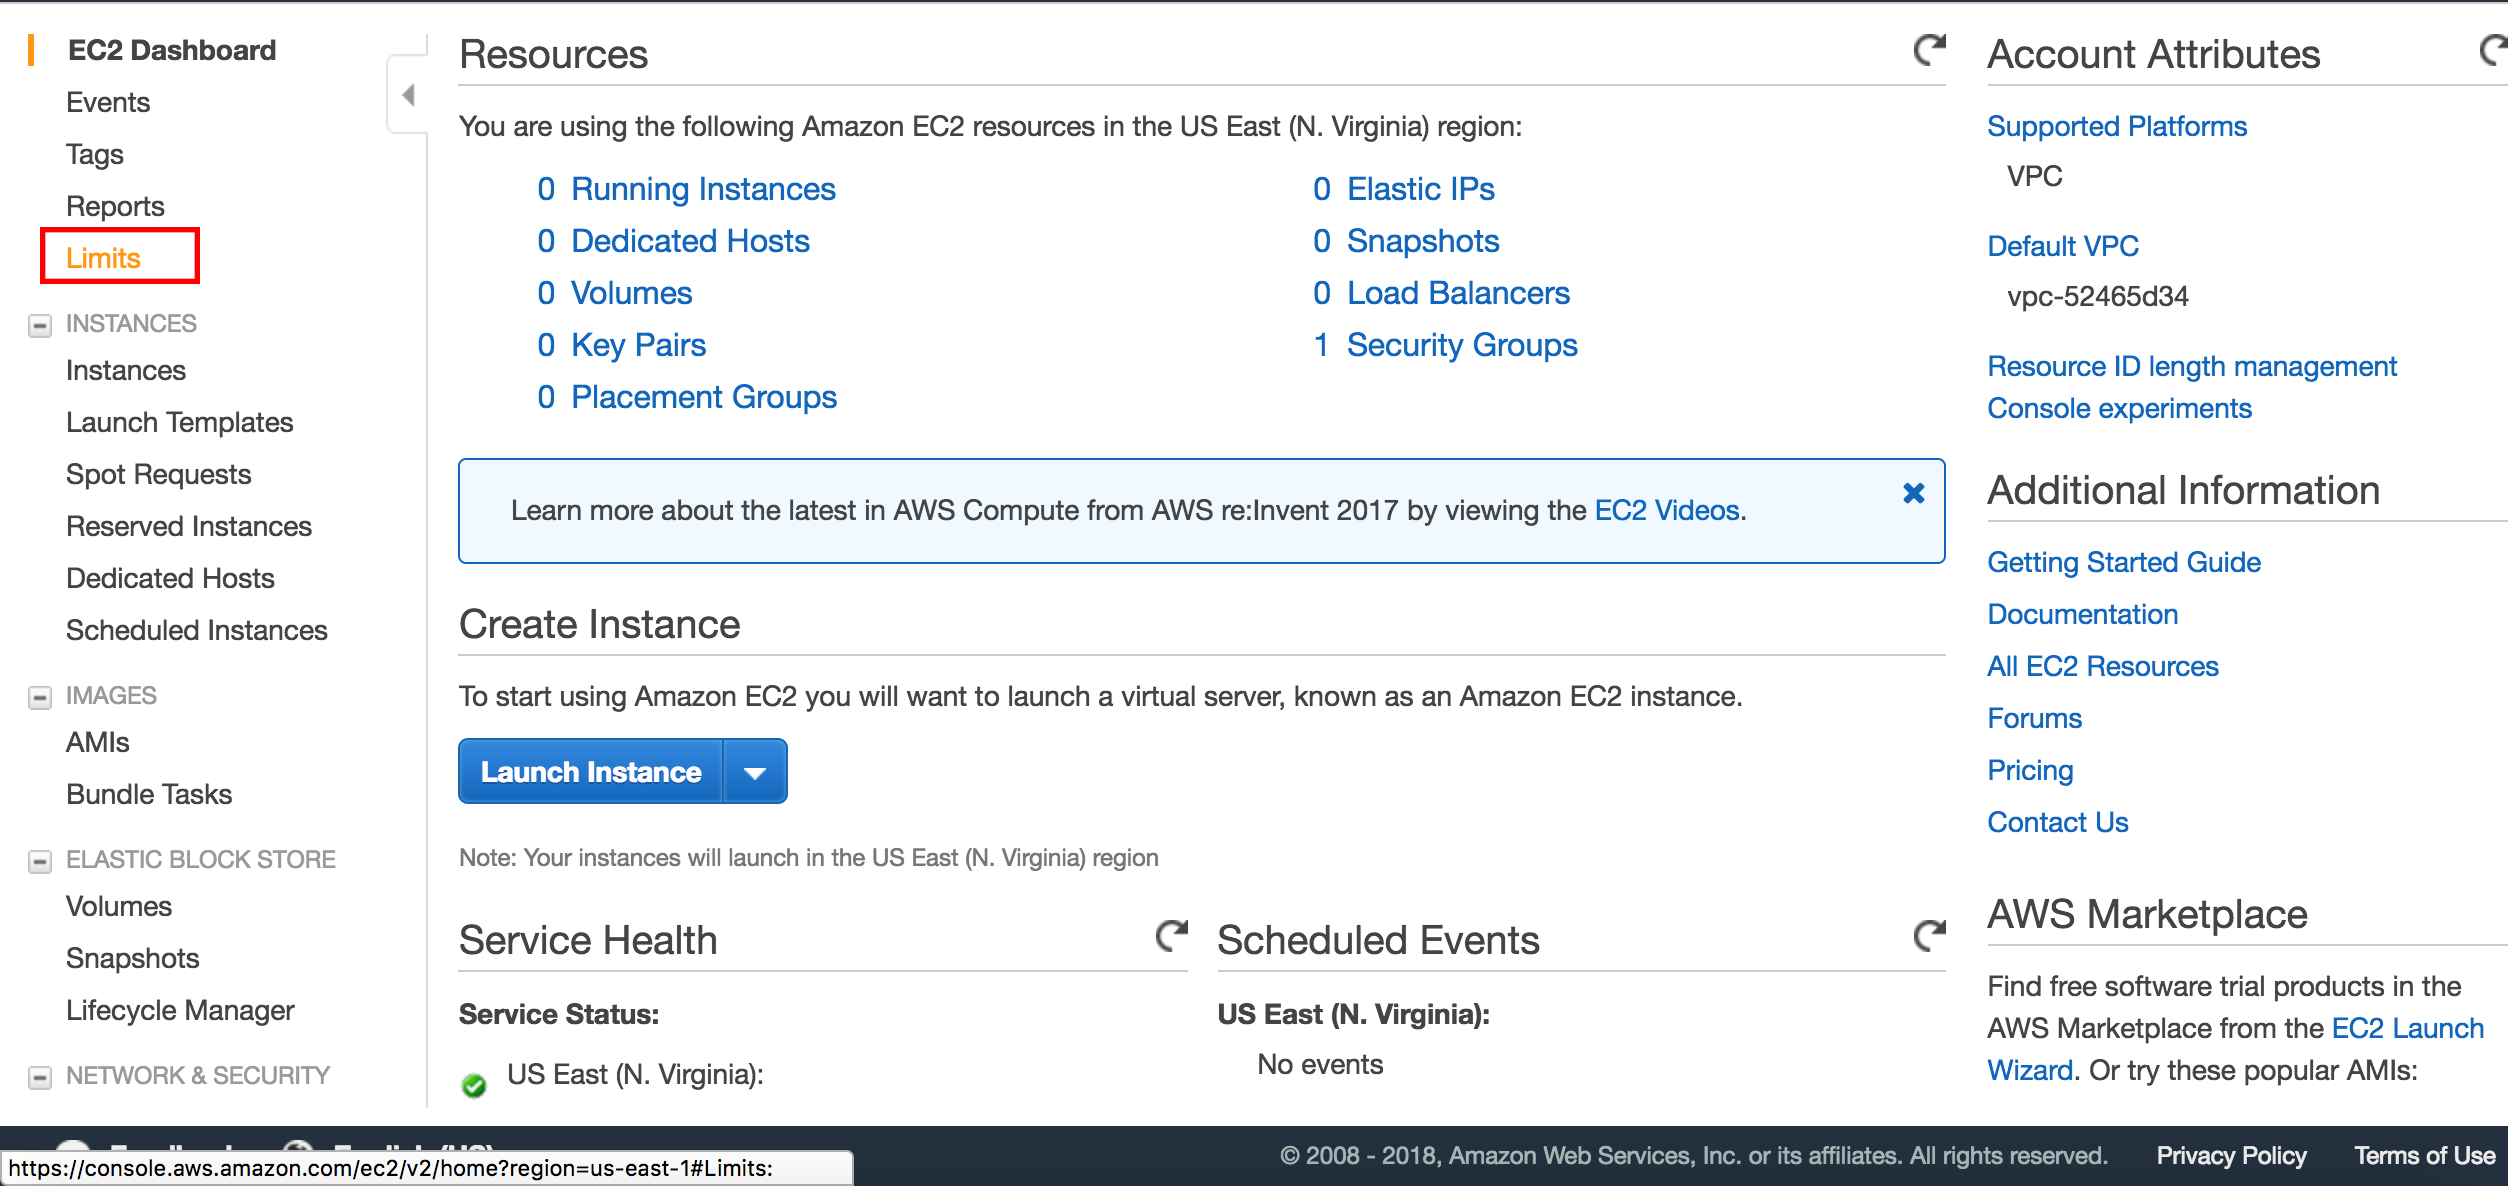 EC2 Dashboard
Events
Tags
Reports
Limits
INSTANCES
Instances
Launch Templates
Spot Requests
Reserved Instances
Dedicated Hosts
Scheduled Instances
IMAGES
AMIs
Bundle Tasks
ELASTIC BLOCK STORE
Volumes
Snapshots
Lifecycle Manager
NETWORK & SECURITY
Resources
You are using the following Amazon EC2 resources in the US East (N. Virginia) region:
0 Running Instances
0 Elastic IPs
0 Dedicated Hosts
0 Snapshots
0 Volumes
0 Load Balancers
0 Key Pairs
1 Security Groups
0 Placement Groups
Learn more about the latest in AWS Compute from AWS re:Invent 2017 by viewing the EC2 Videos.
Create Instance
To start using Amazon EC2 you will want to launch a virtual server, known as an Amazon EC2 instance.
Launch Instance
Note: Your instances will launch in the US East (N. Virginia) region
Service Health
Service Status:
US East (N. Virginia):
Scheduled Events
US East (N. Virginia):
No events
Account Attributes
Supported Platforms
VPC
Default VPC
vpc-52465d34
Resource ID length management
Console experiments
Additional Information
Getting Started Guide
Documentation
All EC2 Resources
Forums
Pricing
Contact Us
AWS Marketplace
Find free software trial products in the
AWS Marketplace from the EC2 Launch
Wizard. Or try these popular AMIs:
https://console.aws.amazon.com/ec2/v2/home?region=us-east-1#Limits:
© 2008 - 2018, Amazon Web Services, Inc. or its affiliates. All rights reserved.
Privacy Policy
Terms of Use